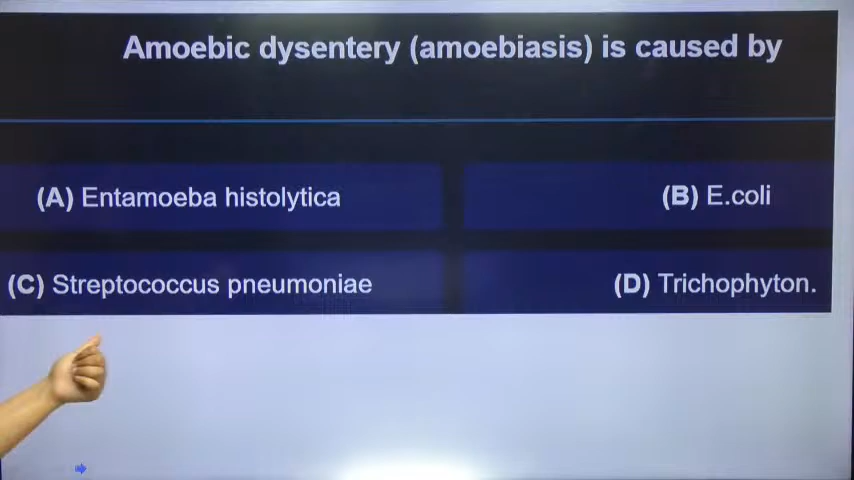 Amoebic dysentery (amoebiasis) is caused by
(A) Entamoeba histolytica
(B) E.coli
(C) Streptococcus pneumoniae
(D) Trichophyton.